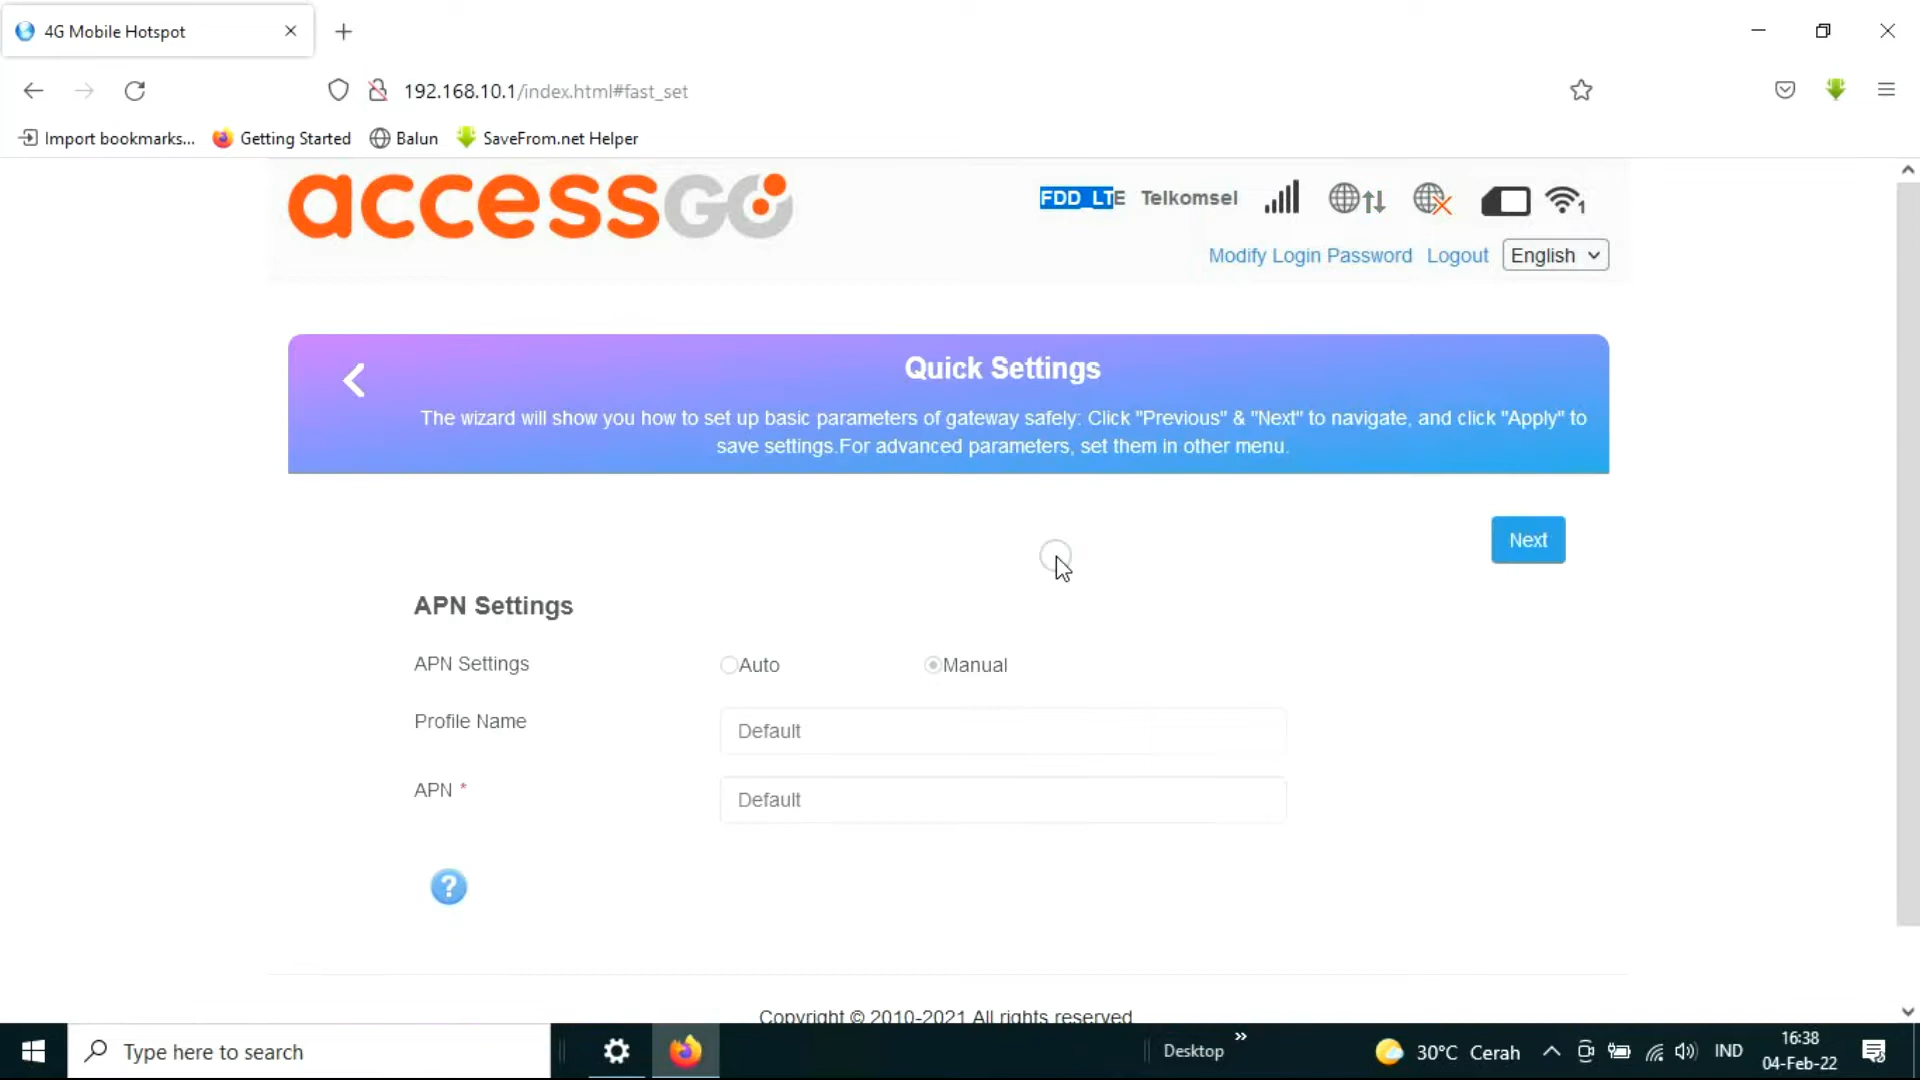 4G Mobile Hotspot
192.168.10.1/index.html#fast_set
Import bookmarks... Getting Started Balun SaveFrom.net Helper
accessGO
FDD_LTE Telkomsel 1
Modify Login Password Logout English
Quick Settings
The wizard will show you how to set up basic parameters of gateway safely: Click "Previous" & "Next" to navigate, and click "Apply" to
save settings.For advanced parameters, set them in other menu.
Next
APN Settings
APN Settings Auto Manual
Profile Name Default
APN * Default
?
Copyright © 2010-2021 All rights reserved
Type here to search Desktop 30°C Cerah IND 16:38
04-Feb-22